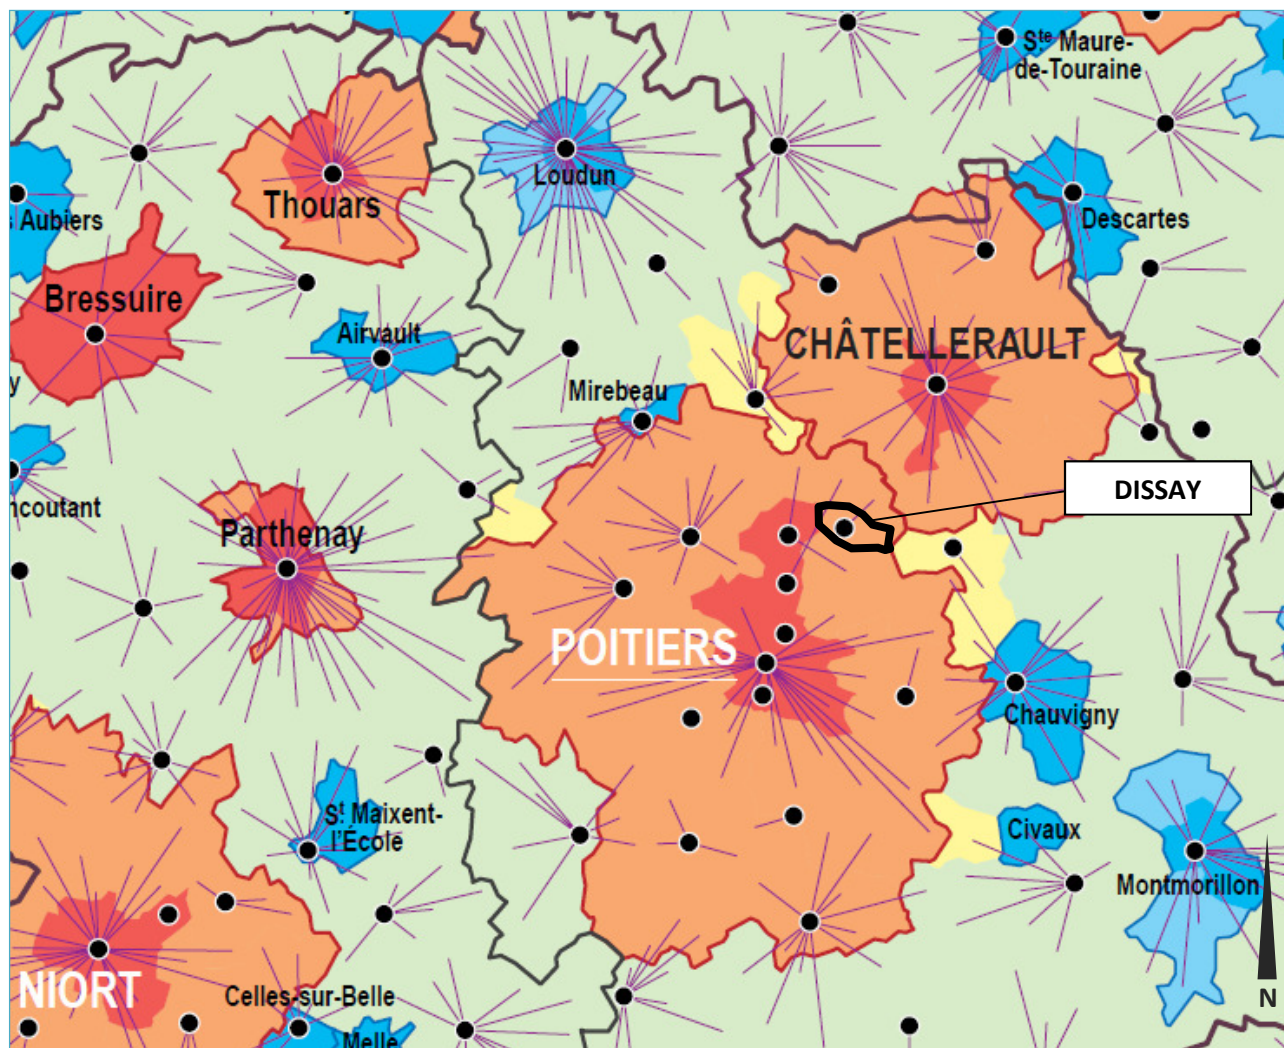 Sᵗᵉ Maure-
de-Touraine
Loudun
Thouars
Aubiers
Descartes
Bressuire
Airvault
CHÂTELLERAULT
y
Mirebeau
DISSAY
ncoutant
Parthenay
POITIERS
Chauvigny
Sᵗ Maixent-
l'École
Civaux
Montmorillon
NIORT
Celles-sur-Belle
N
Melle